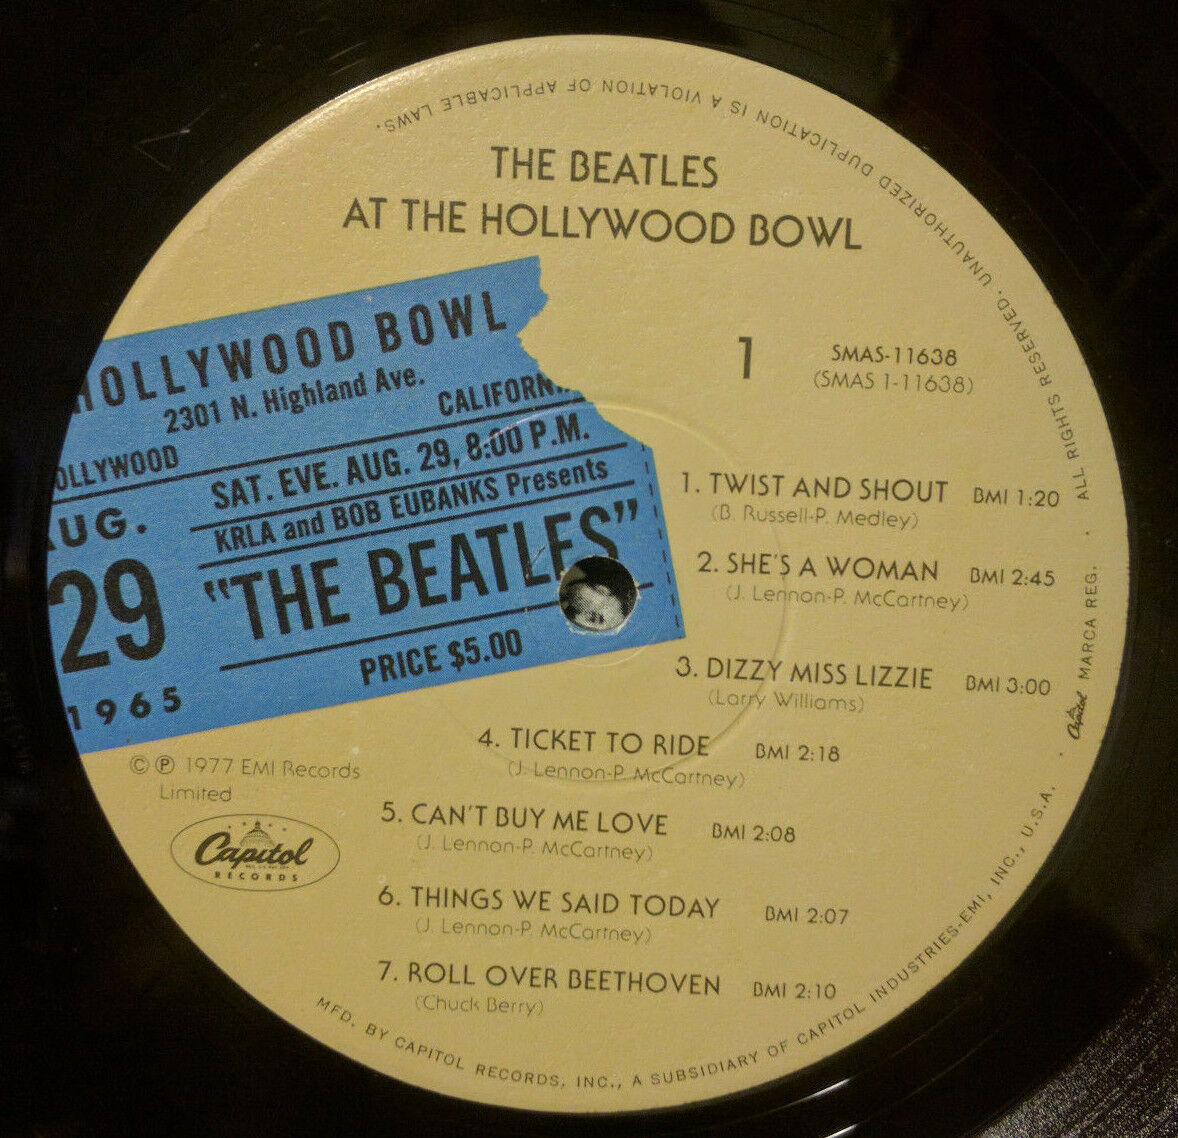 THE BEATLES
AT THE HOLLYWOOD BOWL
HOLLYWOOD BOWL
2301 N. Highland Ave.
HOLLYWOOD CALIFORNIA
SAT. EVE. AUG. 29, 8:00 P.M.
KRLA and BOB EUBANKS Presents
"THE BEATLES"
PRICE $5.00
AUG.
29
1965
1
SMAS-11638
(SMAS 1-11638)
1. TWIST AND SHOUT BMI 1:20
(B. Russell-P. Medley)
2. SHE'S A WOMAN BMI 2:45
(J. Lennon-P. McCartney)
3. DIZZY MISS LIZZIE BMI 3:00
(Larry Williams)
4. TICKET TO RIDE BMI 2:18
(J. Lennon-P. McCartney)
5. CAN'T BUY ME LOVE BMI 2:08
(J. Lennon-P. McCartney)
6. THINGS WE SAID TODAY BMI 2:07
(J. Lennon-P. McCartney)
7. ROLL OVER BEETHOVEN BMI 2:10
(Chuck Berry)
© ℗ 1977 EMI Records
Limited
Capitol
RECORDS
MFD. BY CAPITOL RECORDS, INC., A SUBSIDIARY OF CAPITOL INDUSTRIES-EMI, INC., U.S.A. · Capitol MARCA REG. · ALL RIGHTS RESERVED. UNAUTHORIZED DUPLICATION IS A VIOLATION OF APPLICABLE LAWS.